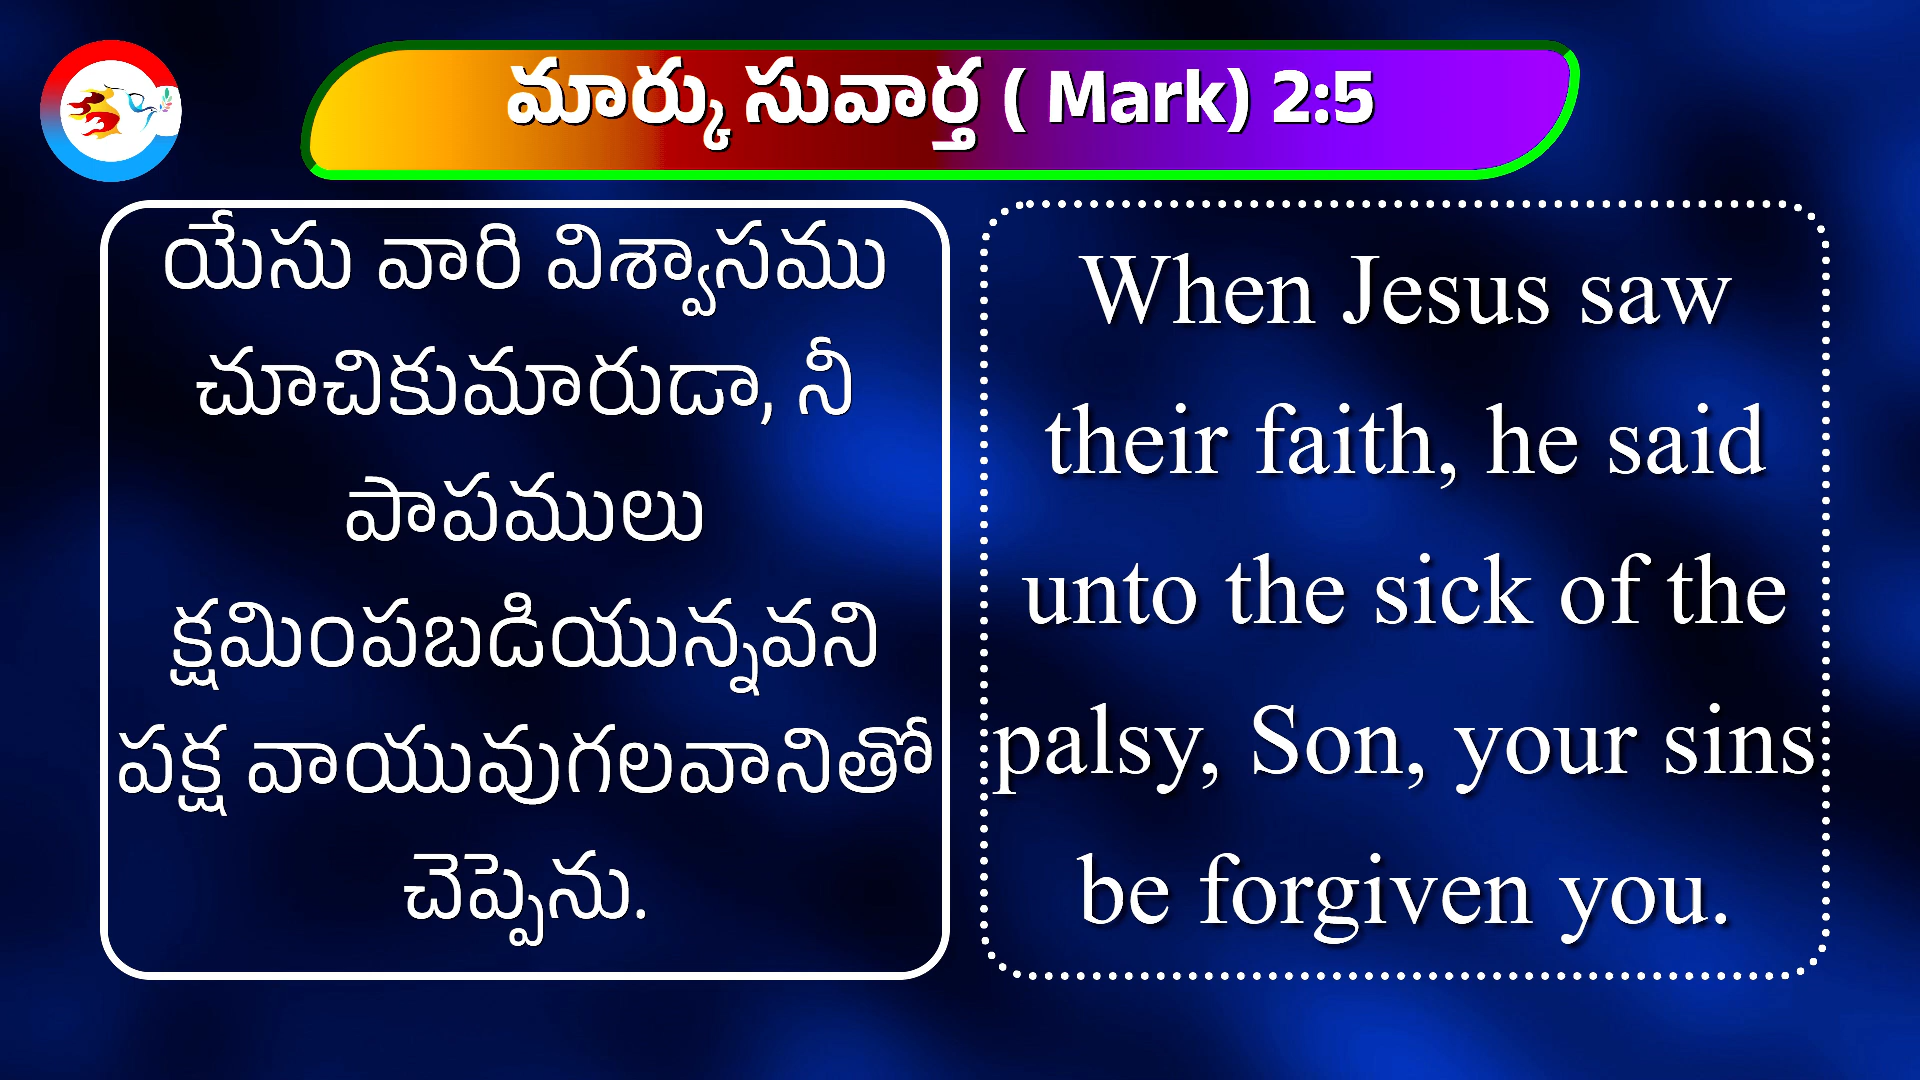 మార్కు సువార్త ( Mark) 2:5
యేసు వారి విశ్వాసము
చూచికుమారుడా, నీ
పాపములు
క్షమింపబడియున్నవని
పక్ష వాయువుగలవానితో
చెప్పెను.
When Jesus saw
their faith, he said
unto the sick of the
palsy, Son, your sins
be forgiven you.